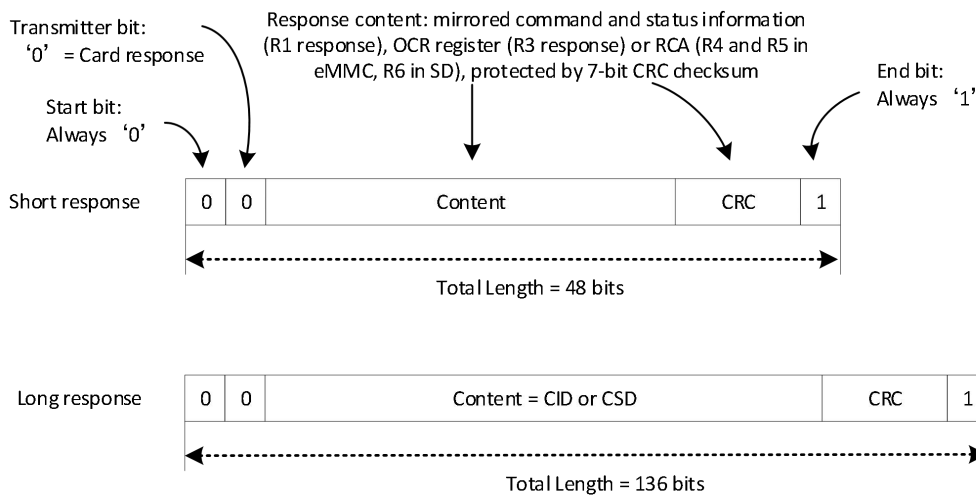 Transmitter bit:
‘0’ = Card response
Start bit:
Always ‘0’
Response content: mirrored command and status information
(R1 response), OCR register (R3 response) or RCA (R4 and R5 in
eMMC, R6 in SD), protected by 7-bit CRC checksum
End bit:
Always ‘1’
Short response 0 0 Content CRC 1
Total Length = 48 bits
Long response 0 0 Content = CID or CSD CRC 1
Total Length = 136 bits